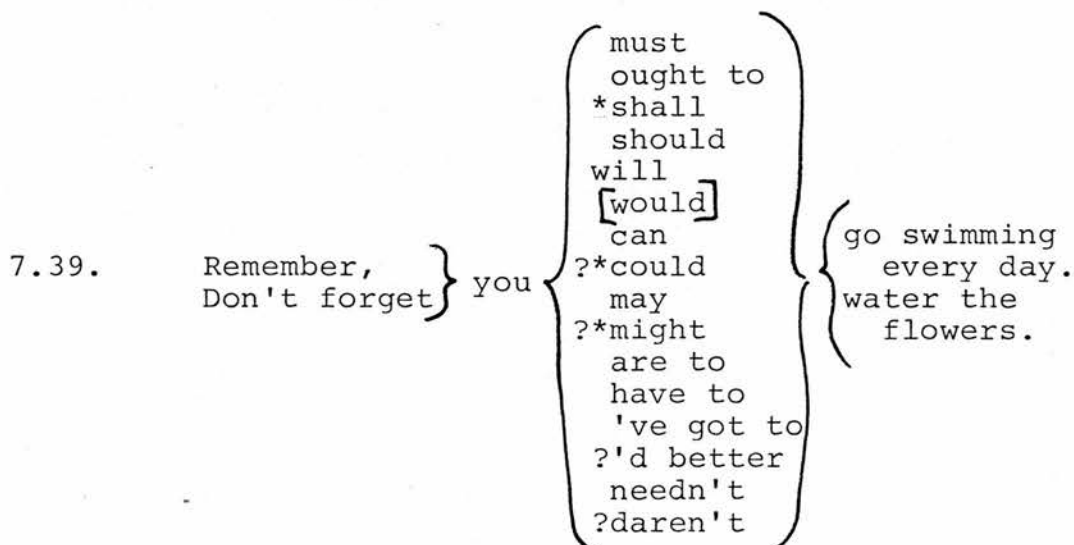 must
ought to
*shall
should
will
[would]
can
7.39. Remember, you ?*could go swimming
Don't forget may every day.
?*might water the
are to flowers.
have to
've got to
?'d better
needn't
?daren't